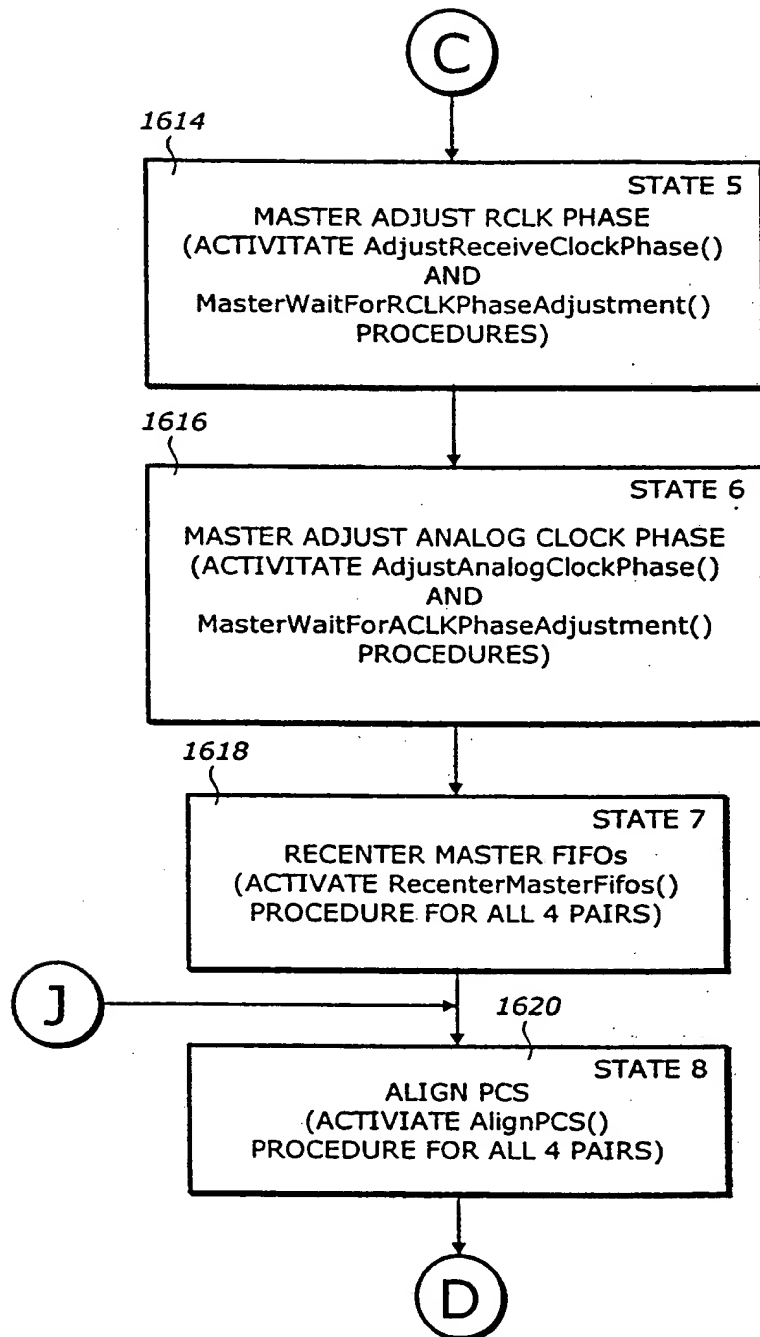 C
1614
STATE 5
MASTER ADJUST RCLK PHASE
(ACTIVITATE AdjustReceiveClockPhase()
AND
MasterWaitForRCLKPhaseAdjustment()
PROCEDURES)
1616
STATE 6
MASTER ADJUST ANALOG CLOCK PHASE
(ACTIVITATE AdjustAnalogClockPhase()
AND
MasterWaitForACLKPhaseAdjustment()
PROCEDURES)
1618
STATE 7
RECENTER MASTER FIFOs
(ACTIVATE RecenterMasterFifos()
PROCEDURE FOR ALL 4 PAIRS)
J
1620
STATE 8
ALIGN PCS
(ACTIVIATE AlignPCS()
PROCEDURE FOR ALL 4 PAIRS)
D